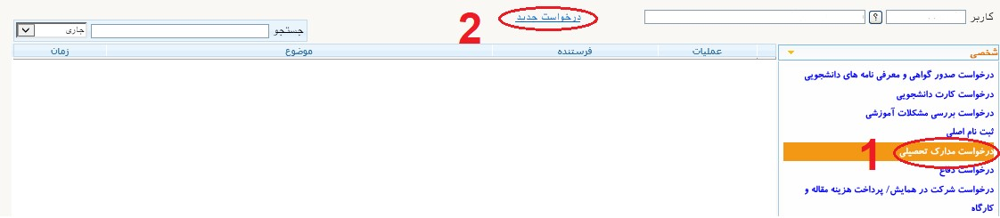 کاربر
?
درخواست جدید
2
جستجو
جاری
شخصی
عملیات
فرستنده
موضوع
زمان
درخواست صدور گواهی و معرفی نامه های دانشجویی
درخواست کارت دانشجویی
درخواست بررسی مشکلات آموزشی
ثبت نام اصلی
درخواست مدارک تحصیلی
1
درخواست دفاع
درخواست شرکت در همایش/ پرداخت هزینه مقاله و
کارگاه